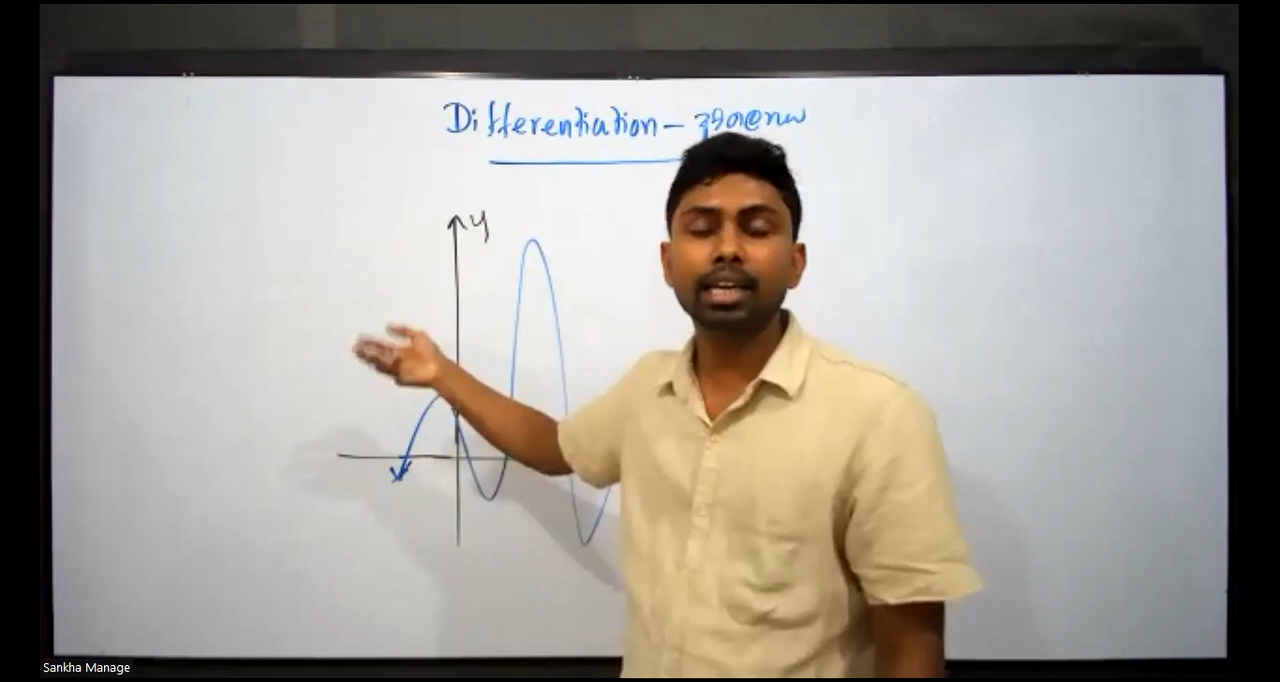 Differentiation –
y
Sankha Manage